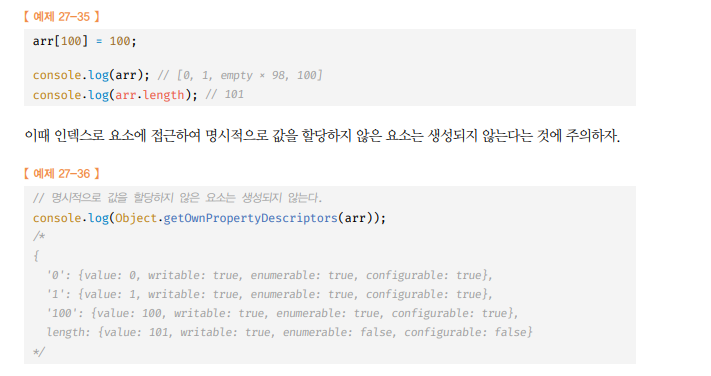 【 예제 27-35 】
arr[100] = 100;
console.log(arr); // [0, 1, empty × 98, 100]
console.log(arr.length); // 101
이때 인덱스로 요소에 접근하여 명시적으로 값을 할당하지 않은 요소는 생성되지 않는다는 것에 주의하자.
【 예제 27-36 】
// 명시적으로 값을 할당하지 않은 요소는 생성되지 않는다.
console.log(Object.getOwnPropertyDescriptors(arr));
/*
{
'0': {value: 0, writable: true, enumerable: true, configurable: true},
'1': {value: 1, writable: true, enumerable: true, configurable: true},
'100': {value: 100, writable: true, enumerable: true, configurable: true},
length: {value: 101, writable: true, enumerable: false, configurable: false}
*/